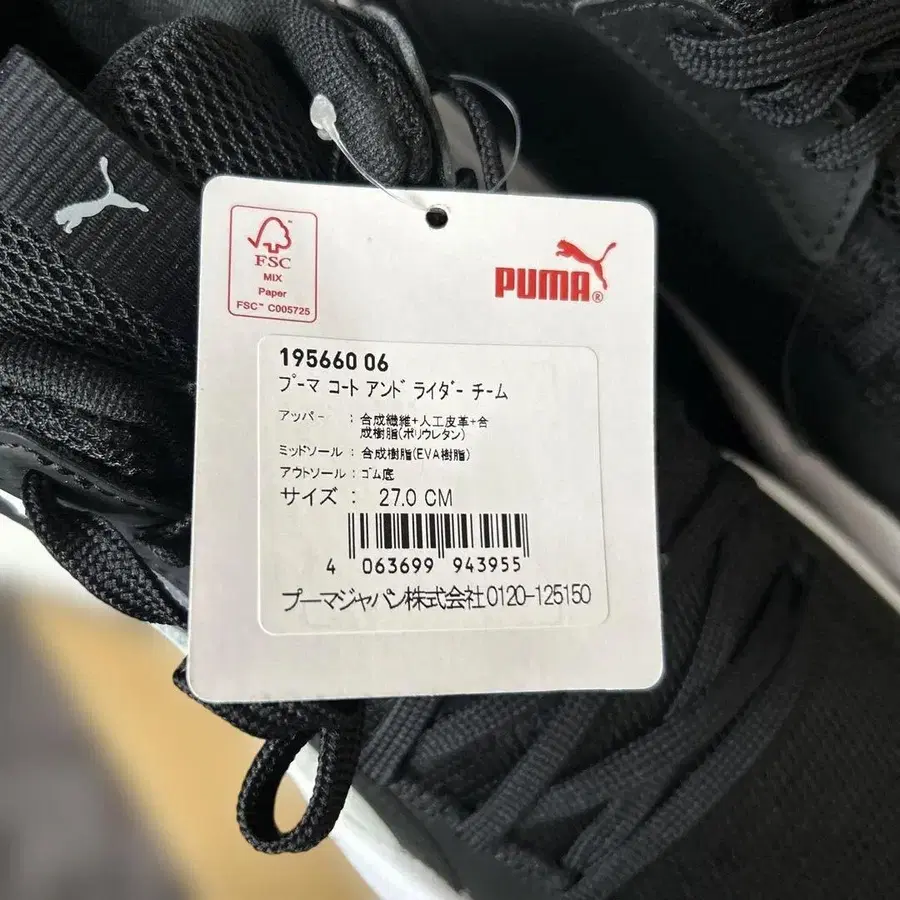 FSC
MIX
Paper
FSC™ C005725
PUMA®
195660 06
プーマ コート アンド ライダー チーム
アッパー : 合成繊維+人工皮革+合
成樹脂(ポリウレタン)
ミッドソール : 合成樹脂(EVA樹脂)
アウトソール : ゴム底
サイズ : 27.0 CM
4 063699 943955
プーマジャパン株式会社0120-125150